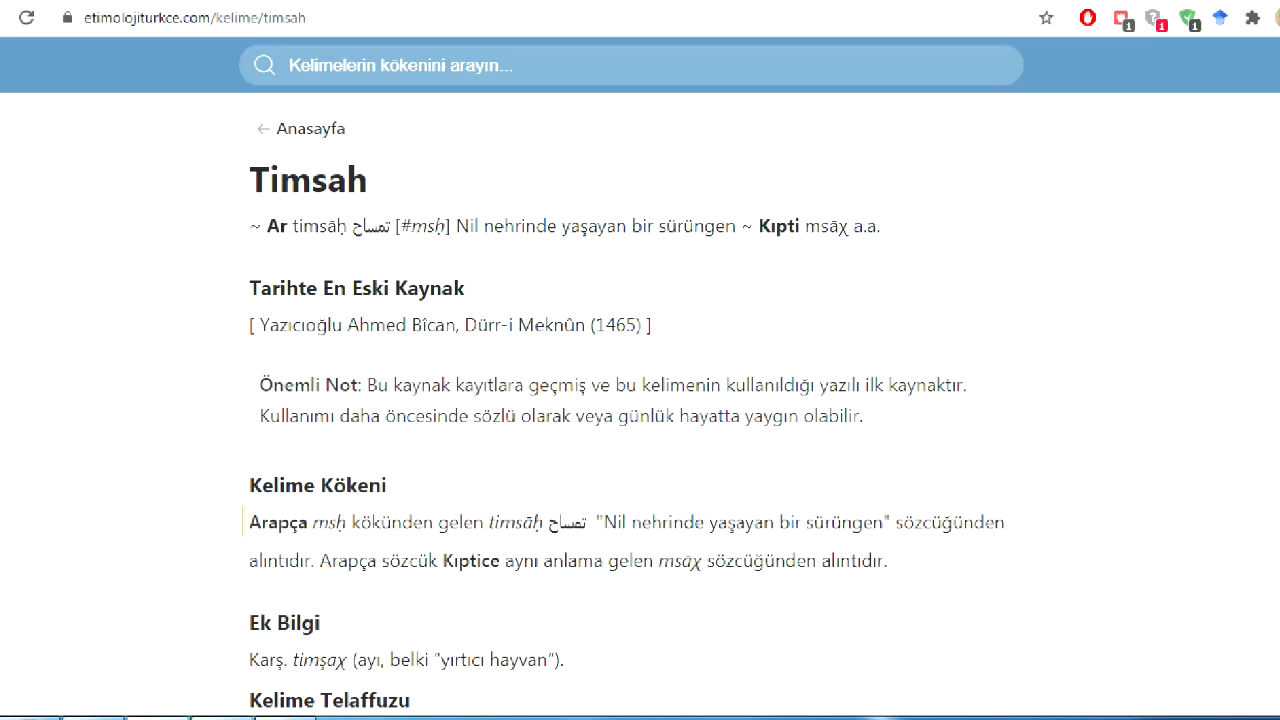 etimolojiturkce.com/kelime/timsah
1 1 1
Kelimelerin kökenini arayın...
← Anasayfa
Timsah
~ Ar timsāḥ تمساح [#msḥ] Nil nehrinde yaşayan bir sürüngen ~ Kıpti msāχ a.a.
Tarihte En Eski Kaynak
[ Yazıcıoğlu Ahmed Bîcan, Dürr-i Meknûn (1465) ]
Önemli Not: Bu kaynak kayıtlara geçmiş ve bu kelimenin kullanıldığı yazılı ilk kaynaktır.
Kullanımı daha öncesinde sözlü olarak veya günlük hayatta yaygın olabilir.
Kelime Kökeni
Arapça msḥ kökünden gelen timsāḥ تمساح "Nil nehrinde yaşayan bir sürüngen" sözcüğünden
alıntıdır. Arapça sözcük Kıptice aynı anlama gelen msāχ sözcüğünden alıntıdır.
Ek Bilgi
Karş. timşaχ (ayı, belki "yırtıcı hayvan").
Kelime Telaffuzu